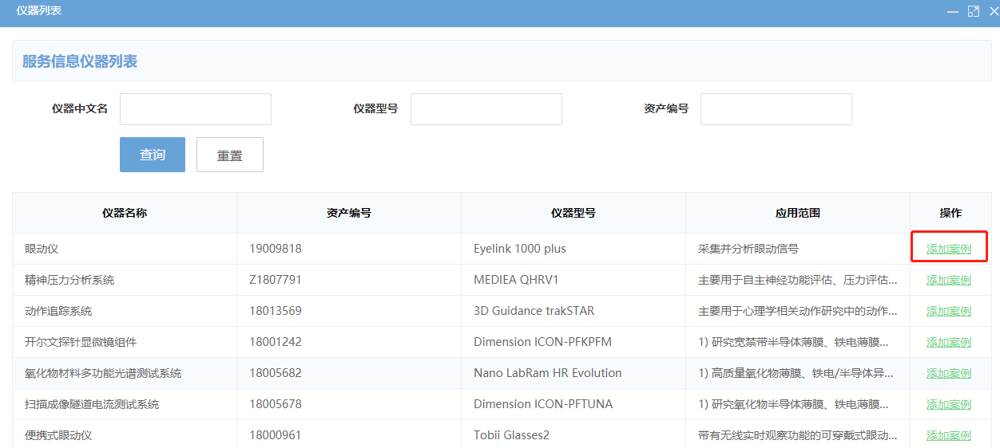 仪器列表
服务信息仪器列表
仪器中文名 仪器型号 资产编号
查询 重置
仪器名称 资产编号 仪器型号 应用范围 操作
眼动仪 19009818 Eyelink 1000 plus 采集并分析眼动信号 添加案例
精神压力分析系统 Z1807791 MEDIEA QHRV1 主要用于自主神经功能评估、压力评估... 添加案例
动作追踪系统 18013569 3D Guidance trakSTAR 主要用于心理学相关动作研究中的动作... 添加案例
开尔文探针显微镜组件 18001242 Dimension ICON-PFKPFM 1) 研究宽禁带半导体薄膜、铁电薄膜... 添加案例
氧化物材料多功能光谱测试系统 18005682 Nano LabRam HR Evolution 1) 高质量氧化物薄膜、铁电/半导体异... 添加案例
扫描成像隧道电流测试系统 18005678 Dimension ICON-PFTUNA 1) 研究氧化物半导体薄膜、铁电薄膜... 添加案例
便携式眼动仪 18000961 Tobii Glasses2 带有无线实时观察功能的可穿戴式眼动... 添加案例